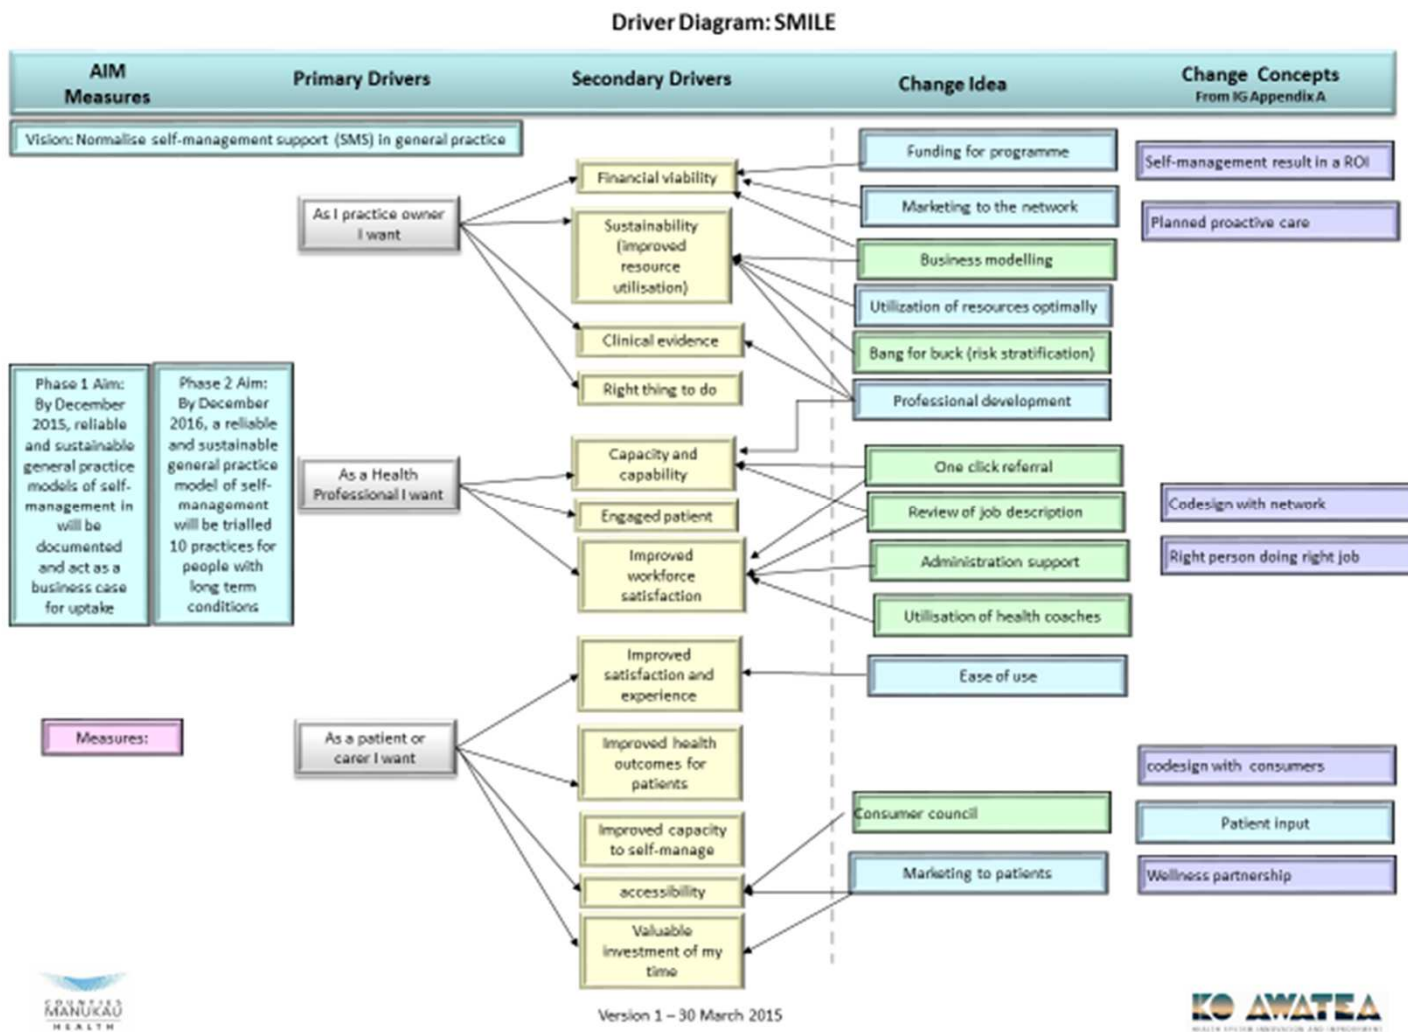 Driver Diagram: SMILE
AIM
Measures
Primary Drivers
Secondary Drivers
Change Idea
Change Concepts
From IG Appendix A
Vision: Normalise self-management support (SMS) in general practice
As I practice owner
I want
Financial viability
Sustainability
(improved
resource
utilisation)
Clinical evidence
Right thing to do
Funding for programme
Marketing to the network
Business modelling
Utilization of resources optimally
Bang for buck (risk stratification)
Professional development
Self-management result in a ROI
Planned proactive care
Phase 1 Aim:
By December
2015, reliable
and sustainable
general practice
models of self-
management in
will be
documented
and act as a
business case
for uptake
Phase 2 Aim:
By December
2016, a reliable
and sustainable
general practice
model of self-
management
will be trialled
10 practices for
people with
long term
conditions
As a Health
Professional I want
Capacity and
capability
Engaged patient
Improved
workforce
satisfaction
One click referral
Review of job description
Administration support
Utilisation of health coaches
Codesign with network
Right person doing right job
Measures:
As a patient or
carer I want
Improved
satisfaction and
experience
Improved health
outcomes for
patients
Improved capacity
to self-manage
accessibility
Valuable
investment of my
time
Ease of use
Consumer council
Marketing to patients
codesign with consumers
Patient input
Wellness partnership
COUNTIES
MANUKAU
HEALTH
Version 1 – 30 March 2015
KO AWATEA
HEALTH SYSTEM INNOVATION AND IMPROVEMENT